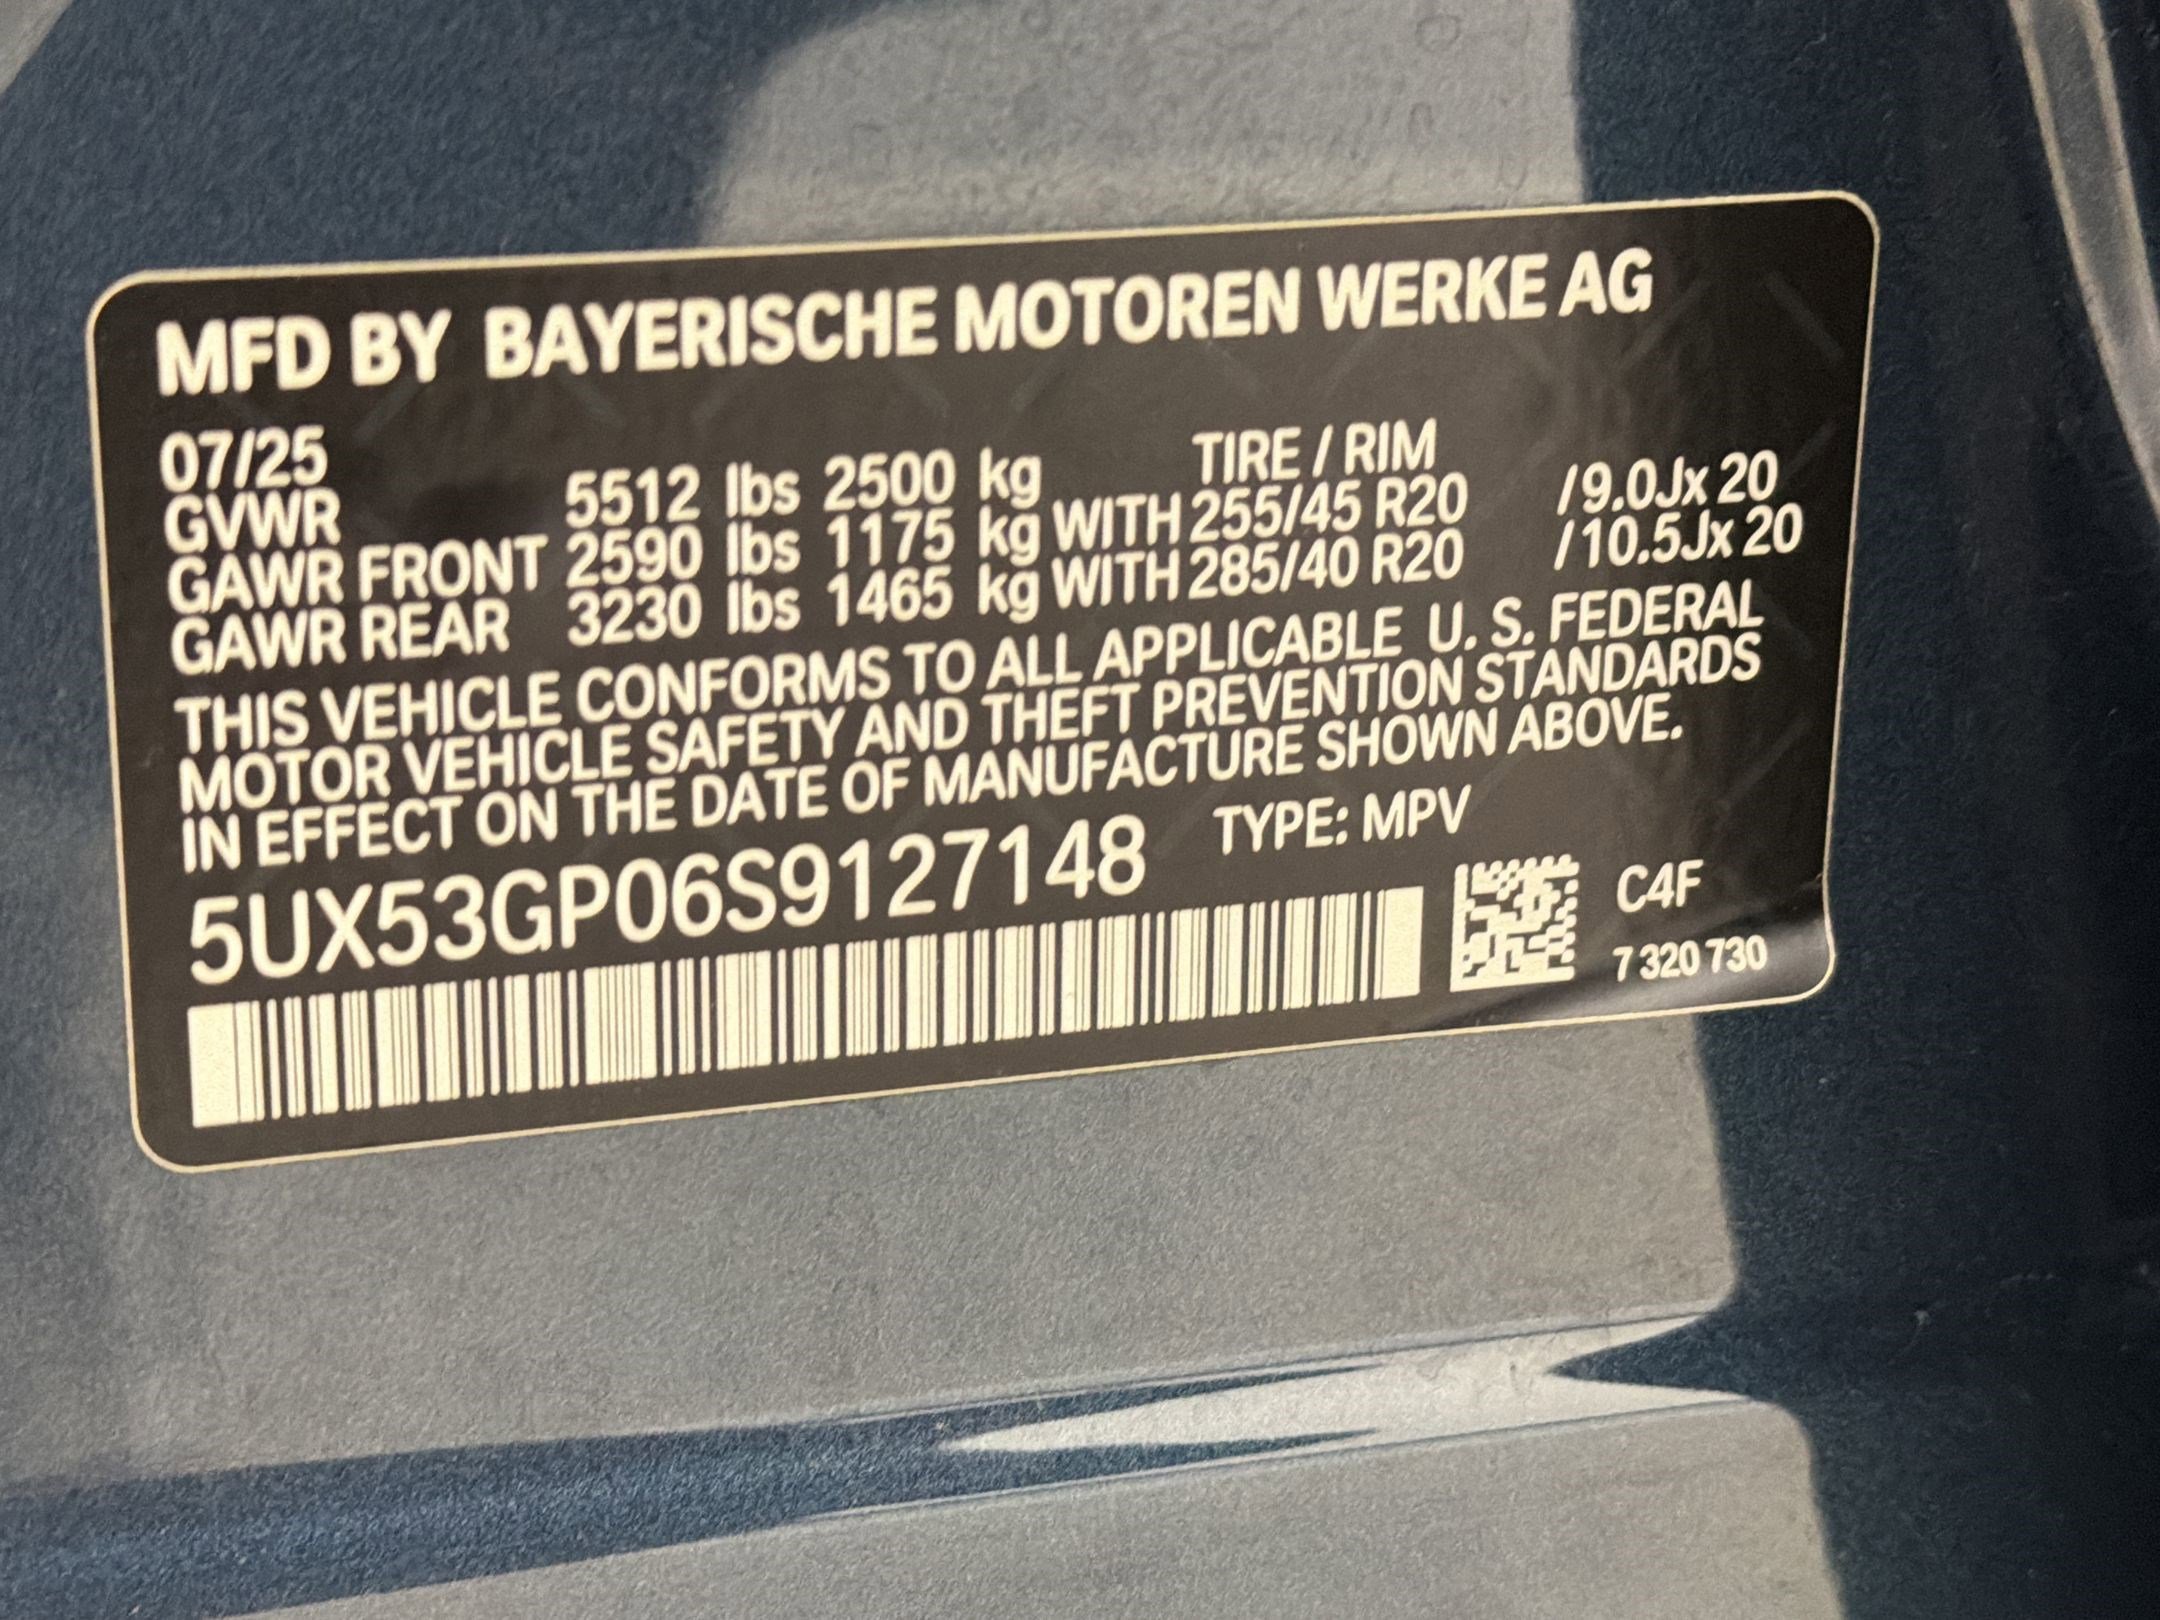 MFD BY BAYERISCHE MOTOREN WERKE AG
07/25 TIRE / RIM
GVWR 5512 lbs 2500 kg
GAWR FRONT 2590 lbs 1175 kg WITH 255/45 R20 /9.0Jx 20
GAWR REAR 3230 lbs 1465 kg WITH 285/40 R20 /10.5Jx 20
THIS VEHICLE CONFORMS TO ALL APPLICABLE U. S. FEDERAL
MOTOR VEHICLE SAFETY AND THEFT PREVENTION STANDARDS
IN EFFECT ON THE DATE OF MANUFACTURE SHOWN ABOVE.
5UX53GP06S9127148 TYPE: MPV
C4F
7 320 730